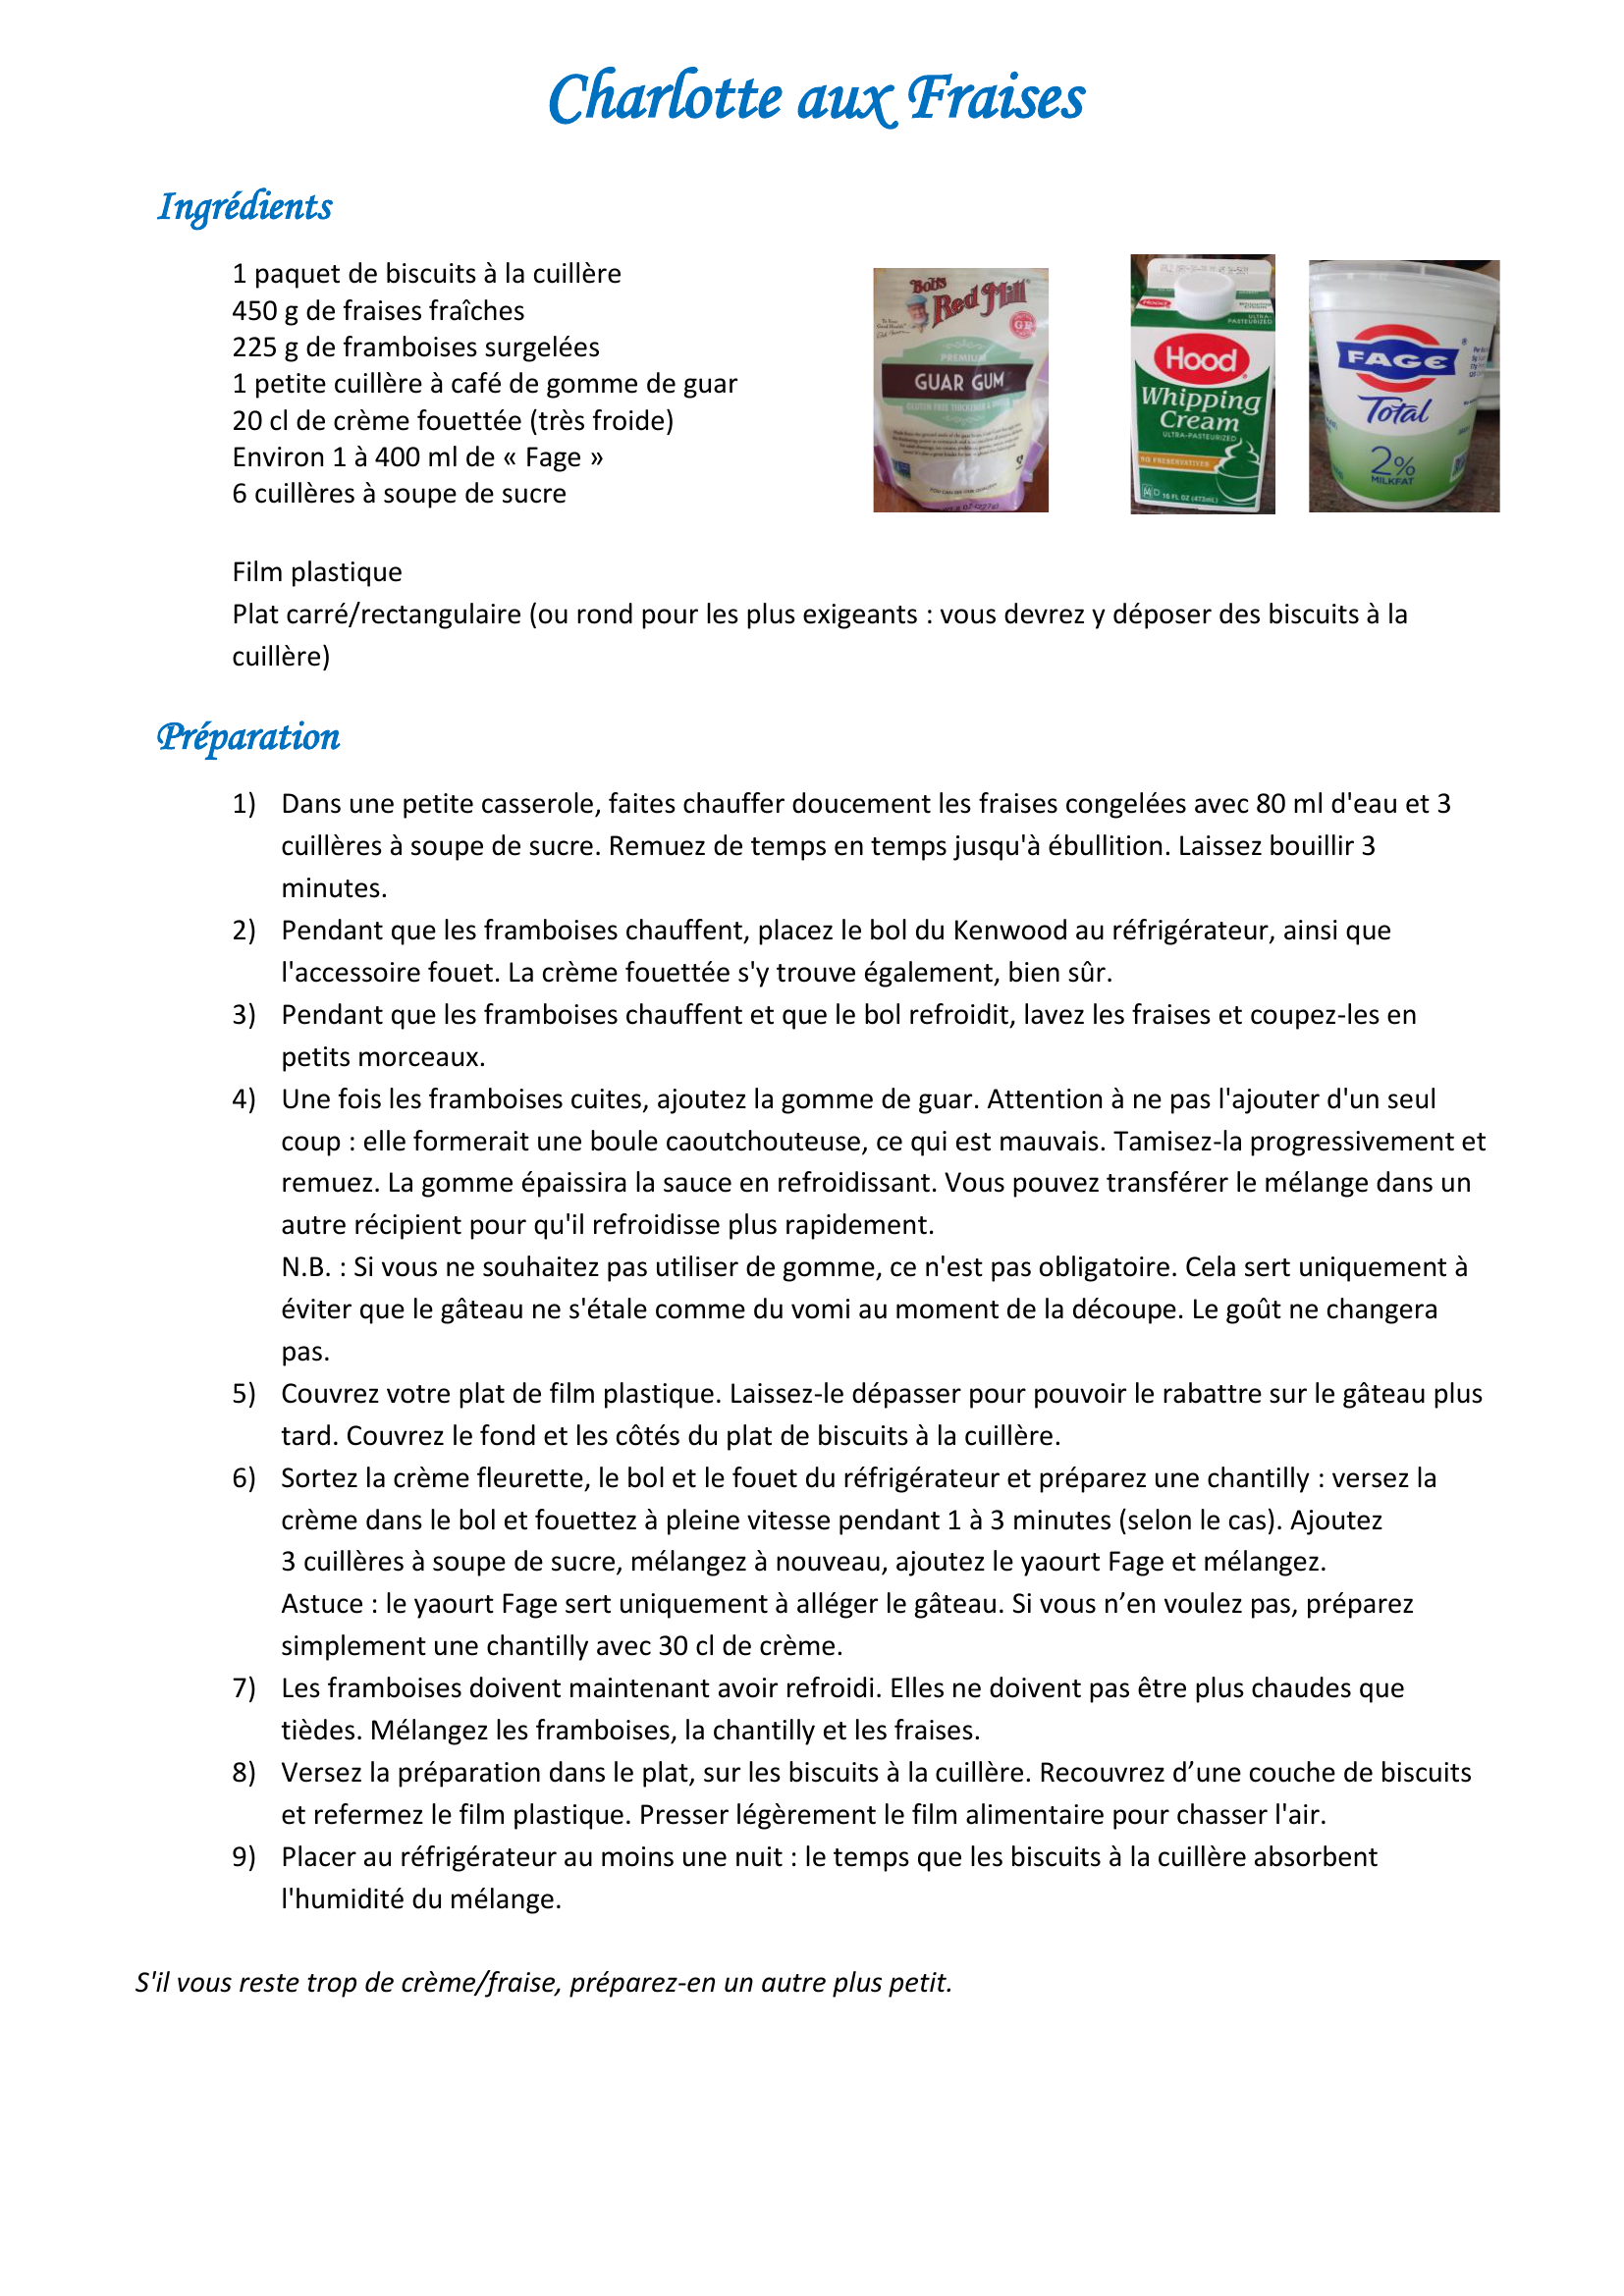 Charlotte aux Fraises
Ingrédients
1 paquet de biscuits à la cuillère
450 g de fraises fraîches
225 g de framboises surgelées
1 petite cuillère à café de gomme de guar
20 cl de crème fouettée (très froide)
Environ 1 à 400 ml de « Fage »
6 cuillères à soupe de sucre
Bob's
Red Mill
PREMIUM
GUAR GUM
GLUTEN FREE THICKENER
Hood
ULTRA-
PASTEURIZED
Hood
Whipping
Cream
ULTRA-PASTEURIZED
NO PRESERVATIVES
16 FL OZ (473mL)
FAGE
Total
2%
MILKFAT
Film plastique
Plat carré/rectangulaire (ou rond pour les plus exigeants : vous devrez y déposer des biscuits à la
cuillère)
Préparation
1) Dans une petite casserole, faites chauffer doucement les fraises congelées avec 80 ml d'eau et 3
cuillères à soupe de sucre. Remuez de temps en temps jusqu'à ébullition. Laissez bouillir 3
minutes.
2) Pendant que les framboises chauffent, placez le bol du Kenwood au réfrigérateur, ainsi que
l'accessoire fouet. La crème fouettée s'y trouve également, bien sûr.
3) Pendant que les framboises chauffent et que le bol refroidit, lavez les fraises et coupez-les en
petits morceaux.
4) Une fois les framboises cuites, ajoutez la gomme de guar. Attention à ne pas l'ajouter d'un seul
coup : elle formerait une boule caoutchouteuse, ce qui est mauvais. Tamisez-la progressivement et
remuez. La gomme épaissira la sauce en refroidissant. Vous pouvez transférer le mélange dans un
autre récipient pour qu'il refroidisse plus rapidement.
N.B. : Si vous ne souhaitez pas utiliser de gomme, ce n'est pas obligatoire. Cela sert uniquement à
éviter que le gâteau ne s'étale comme du vomi au moment de la découpe. Le goût ne changera
pas.
5) Couvrez votre plat de film plastique. Laissez-le dépasser pour pouvoir le rabattre sur le gâteau plus
tard. Couvrez le fond et les côtés du plat de biscuits à la cuillère.
6) Sortez la crème fleurette, le bol et le fouet du réfrigérateur et préparez une chantilly : versez la
crème dans le bol et fouettez à pleine vitesse pendant 1 à 3 minutes (selon le cas). Ajoutez
3 cuillères à soupe de sucre, mélangez à nouveau, ajoutez le yaourt Fage et mélangez.
Astuce : le yaourt Fage sert uniquement à alléger le gâteau. Si vous n’en voulez pas, préparez
simplement une chantilly avec 30 cl de crème.
7) Les framboises doivent maintenant avoir refroidi. Elles ne doivent pas être plus chaudes que
tièdes. Mélangez les framboises, la chantilly et les fraises.
8) Versez la préparation dans le plat, sur les biscuits à la cuillère. Recouvrez d’une couche de biscuits
et refermez le film plastique. Presser légèrement le film alimentaire pour chasser l'air.
9) Placer au réfrigérateur au moins une nuit : le temps que les biscuits à la cuillère absorbent
l'humidité du mélange.
S'il vous reste trop de crème/fraise, préparez-en un autre plus petit.